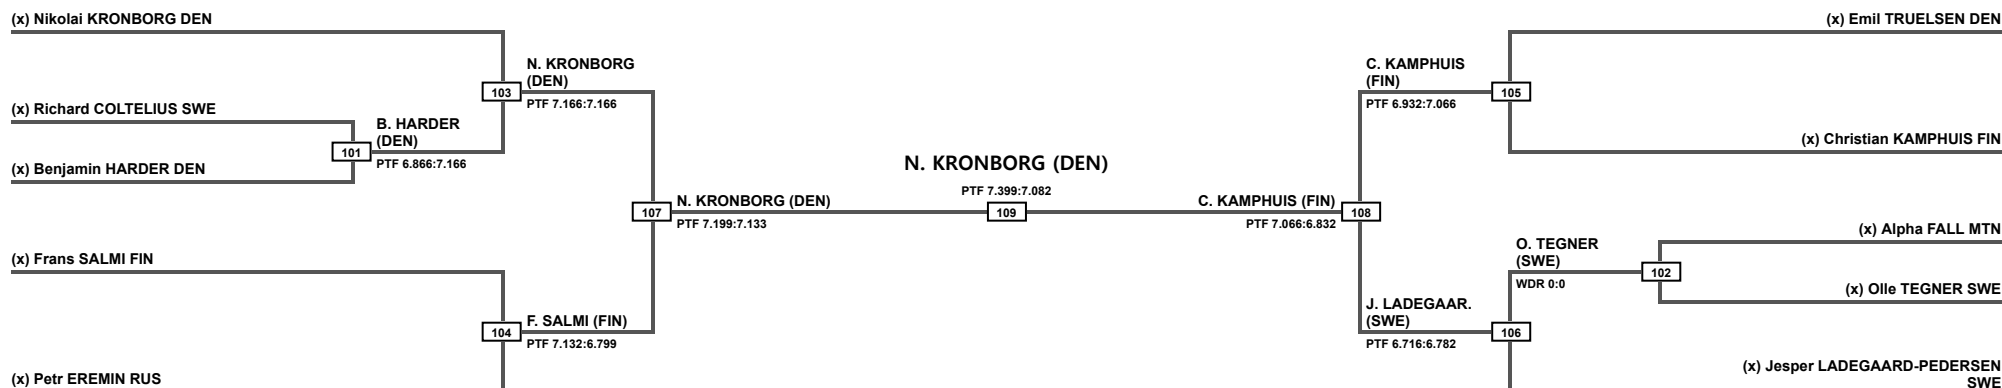 (x) Nikolai KRONBORG DEN
(x) Emil TRUELSEN DEN
N. KRONBORG
(DEN)
103
PTF 7.166:7.166
C. KAMPHUIS
(FIN)
105
PTF 6.932:7.066
(x) Richard COLTELIUS SWE
B. HARDER
(DEN)
101
PTF 6.866:7.166
(x) Benjamin HARDER DEN
(x) Christian KAMPHUIS FIN
N. KRONBORG (DEN)
PTF 7.399:7.082
109
N. KRONBORG (DEN)
107
PTF 7.199:7.133
C. KAMPHUIS (FIN)
108
PTF 7.066:6.832
(x) Alpha FALL MTN
O. TEGNER
(SWE)
102
WDR 0:0
(x) Olle TEGNER SWE
(x) Frans SALMI FIN
F. SALMI (FIN)
104
PTF 7.132:6.799
J. LADEGAAR.
(SWE)
106
PTF 6.716:6.782
(x) Petr EREMIN RUS
(x) Jesper LADEGAARD-PEDERSEN
SWE